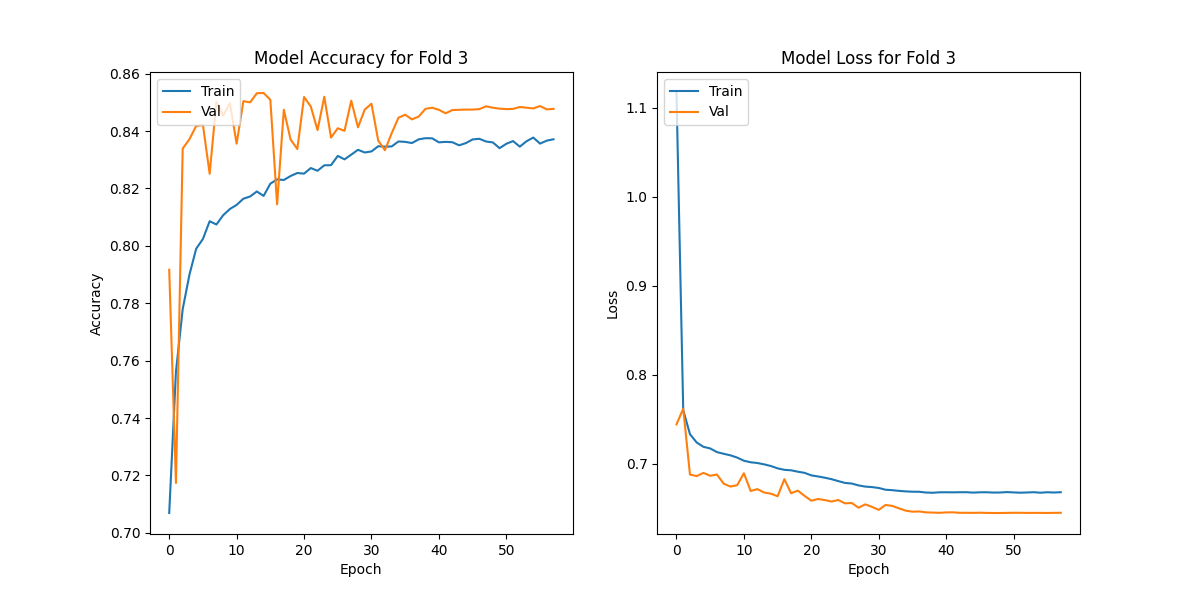 Model Accuracy for Fold 3
Train
Val
0.86
0.84
0.82
0.80
0.78
0.76
0.74
0.72
0.70
Accuracy
0 10 20 30 40 50
Epoch
Model Loss for Fold 3
Train
Val
1.1
1.0
0.9
0.8
0.7
Loss
0 10 20 30 40 50
Epoch